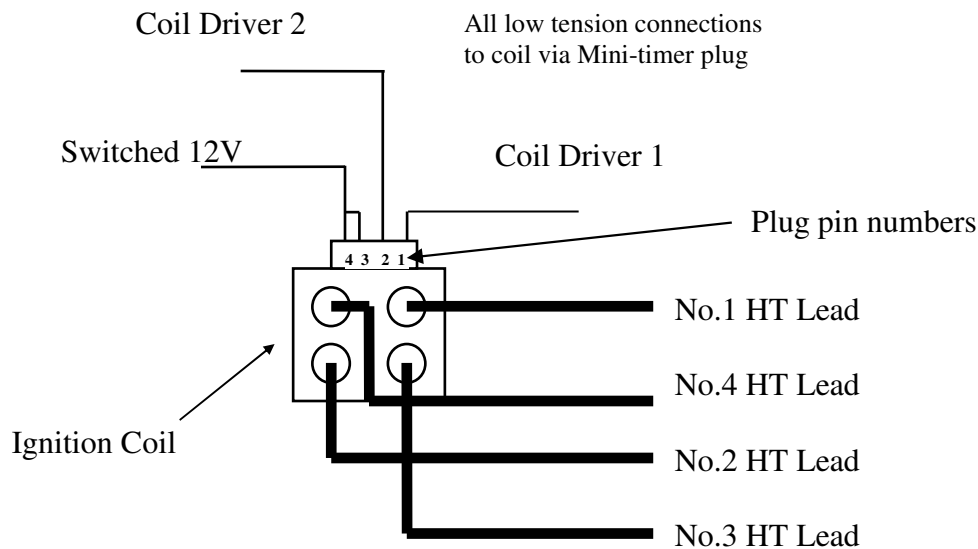 Coil Driver 2
All low tension connections
to coil via Mini-timer plug
Switched 12V
Coil Driver 1
Plug pin numbers
4 3 2 1
No.1 HT Lead
No.4 HT Lead
Ignition Coil
No.2 HT Lead
No.3 HT Lead